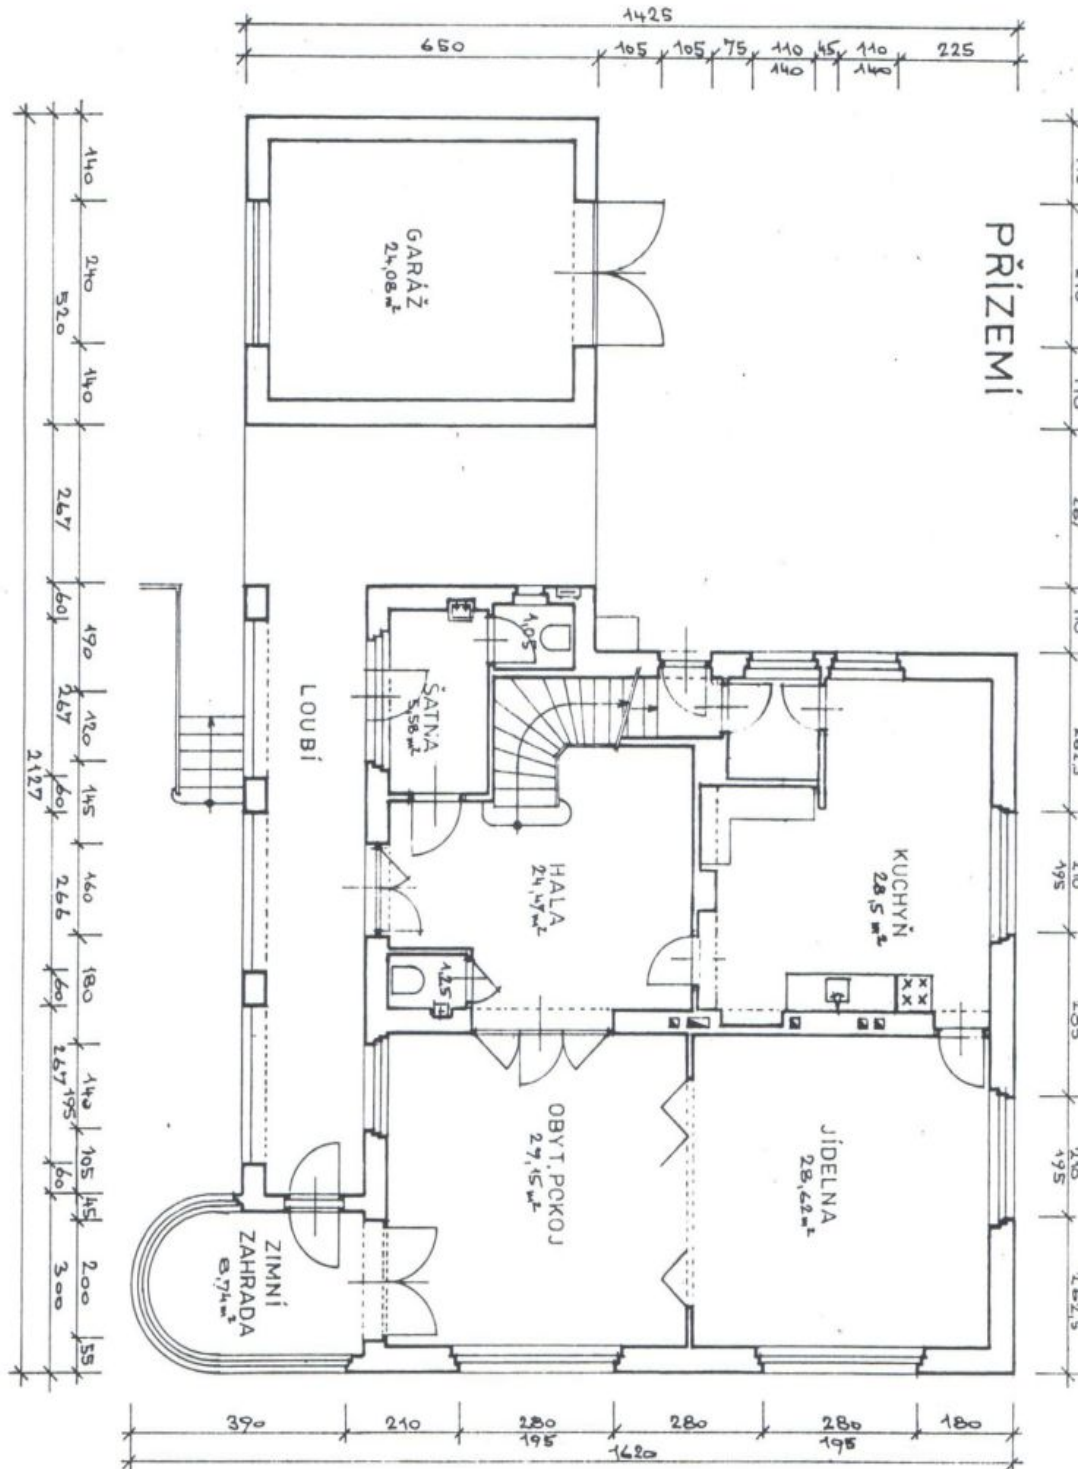 1425
650
105
105
75
110
140
45
110
140
225
PŘÍZEMÍ
GARÁŽ
24,08 m²
LOUBÍ
ŠATNA
5,58 m²
1,05
HALA
24,47 m²
1,25
KUCHYŇ
28,5 m²
OBYT. POKOJ
29,15 m²
JÍDELNA
28,62 m²
ZIMNÍ
ZAHRADA
8,74 m²
140
240
140
190
120
145
160
180
140
195
105
45
200
55
520
267
60
267
60
266
60
267
60
300
2127
195
195
390
210
280
195
280
280
195
180
1620